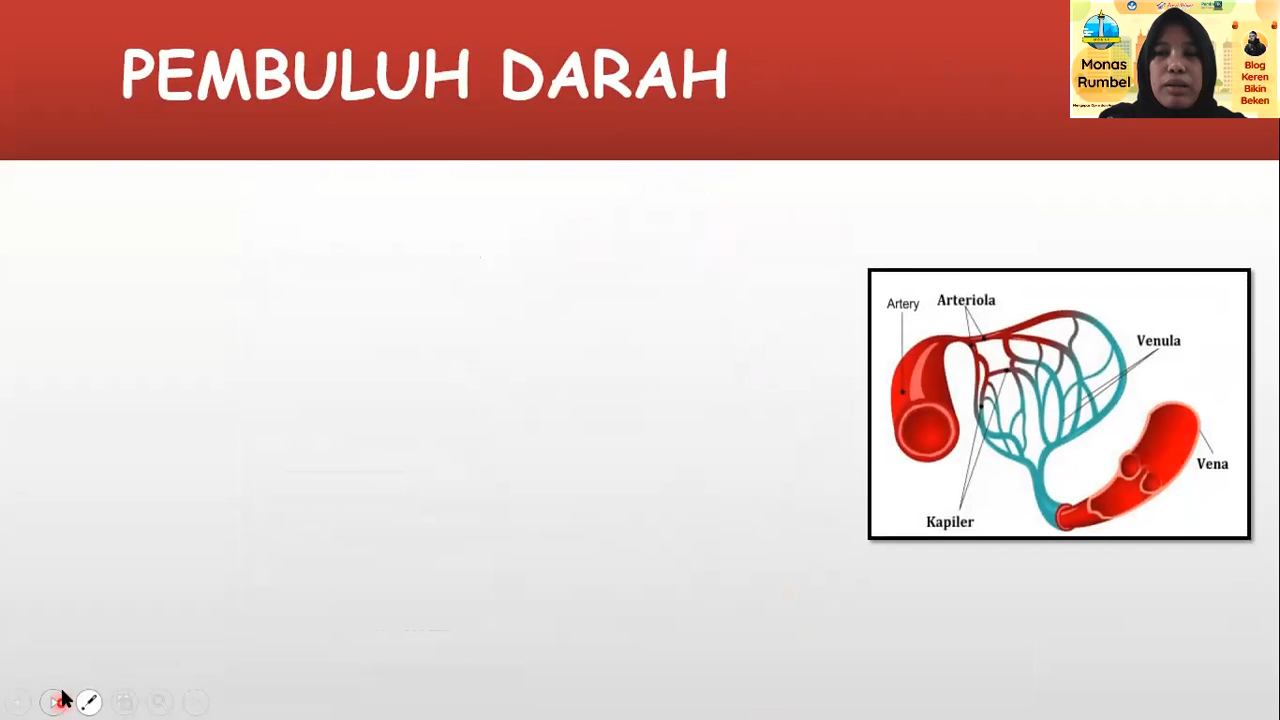 PEMBULUH DARAH
Monas
Rumbel
Blog
Keren
Bikin
Beken
Artery
Arteriola
Venula
Vena
Kapiler